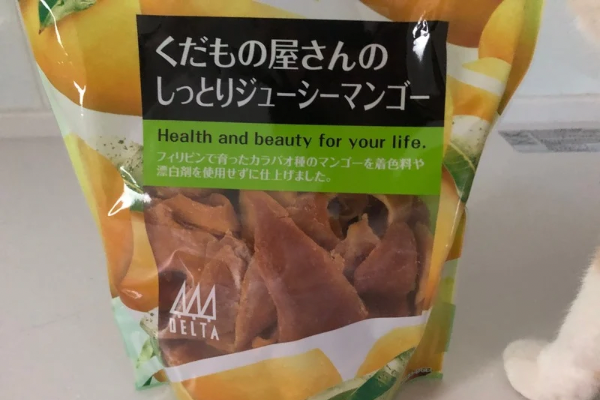 くだもの屋さんの
しっとりジューシーマンゴー
Health and beauty for your life.
フィリピンで育ったカラバオ種のマンゴーを着色料や
漂白剤を使用せずに仕上げました。
DELTA